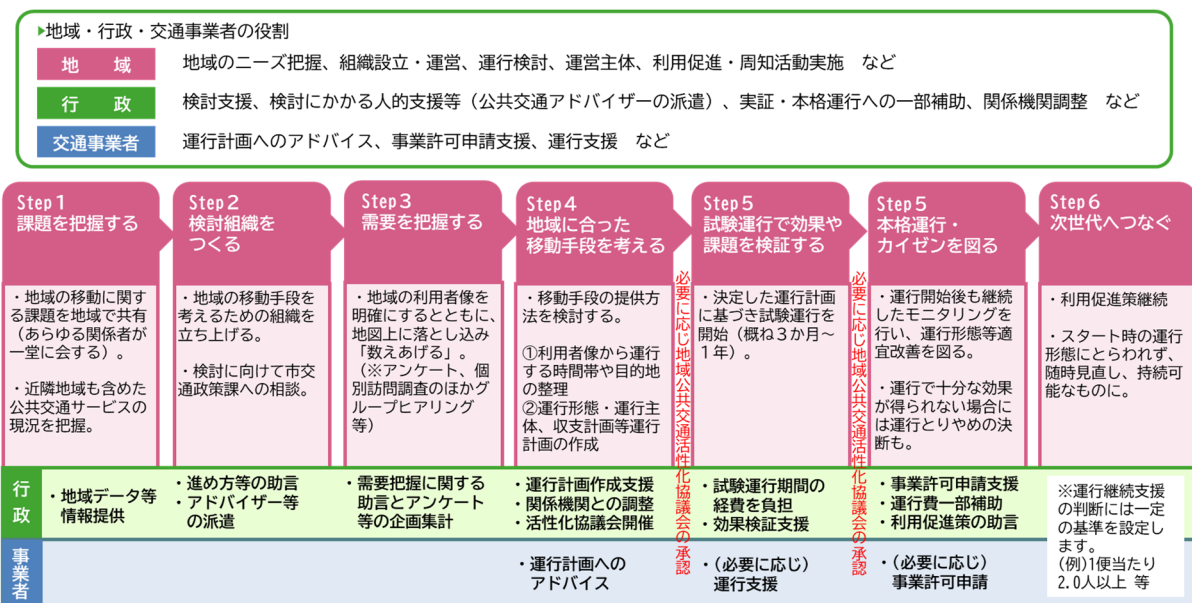 ▶地域・行政・交通事業者の役割
地　域
地域のニーズ把握、組織設立・運営、運行検討、運営主体、利用促進・周知活動実施　など
行　政
検討支援、検討にかかる人的支援等（公共交通アドバイザーの派遣）、実証・本格運行への一部補助、関係機関調整　など
交通事業者
運行計画へのアドバイス、事業許可申請支援、運行支援　など
Step1
課題を把握する
・地域の移動に関す
る課題を地域で共有
（あらゆる関係者が
一堂に会する）。
・近隣地域も含めた
公共交通サービスの
現況を把握。
Step2
検討組織を
つくる
・地域の移動手段を
考えるための組織を
立ち上げる。
・検討に向けて市交
通政策課への相談。
Step3
需要を把握する
・地域の利用者像を
明確にするとともに、
地図上に落とし込み
「数えあげる」。
（※アンケート、個
別訪問調査のほかグ
ループヒアリング
等）
Step4
地域に合った
移動手段を考える
・移動手段の提供方
法を検討する。
①利用者像から運行
する時間帯や目的地
の整理
②運行形態・運行主
体、収支計画等運行
計画の作成
必要に応じ地域公共交通活性化協議会の承認
Step5
試験運行で効果や
課題を検証する
・決定した運行計画
に基づき試験運行を
開始（概ね３か月～
１年）。
必要に応じ地域公共交通活性化協議会の承認
Step5
本格運行・
カイゼンを図る
・運行開始後も継続
したモニタリングを
行い、運行形態等適
宜改善を図る。
・運行で十分な効果
が得られない場合に
は運行とりやめの決
断も。
Step6
次世代へつなぐ
・利用促進策継続
・スタート時の運行
形態にとらわれず、
随時見直し、持続可
能なものに。
行政
・地域データ等
情報提供
・進め方等の助言
・アドバイザー等
の派遣
・需要把握に関する
助言とアンケート
等の企画集計
・運行計画作成支援
・関係機関との調整
・活性化協議会開催
・試験運行期間の
経費を負担
・効果検証支援
・事業許可申請支援
・運行費一部補助
・利用促進策の助言
※運行継続支援
の判断には一定
の基準を設定し
ます。
(例)1便当たり
2.0人以上 等
事業者
・運行計画への
アドバイス
・（必要に応じ）
運行支援
・（必要に応じ）
事業許可申請